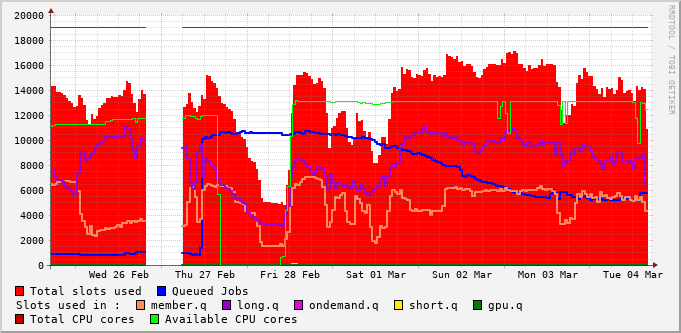 20000
18000
16000
14000
12000
10000
8000
6000
4000
2000
0
Wed 26 Feb Thu 27 Feb Fri 28 Feb Sat 01 Mar Sun 02 Mar Mon 03 Mar Tue 04 Mar
Total slots used Queued Jobs
Slots used in : member.q long.q ondemand.q short.q gpu.q
Total CPU cores Available CPU cores
RRDTOOL / TOBI OETIKER